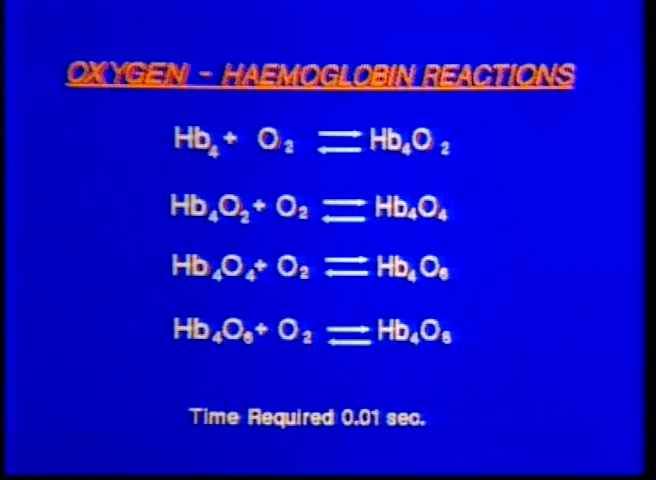 OXYGEN - HAEMOGLOBIN REACTIONS
Hb₄ + O₂ ⇌ Hb₄O₂
Hb₄O₂ + O₂ ⇌ Hb₄O₄
Hb₄O₄ + O₂ ⇌ Hb₄O₆
Hb₄O₆ + O₂ ⇌ Hb₄O₈
Time Required 0.01 sec.